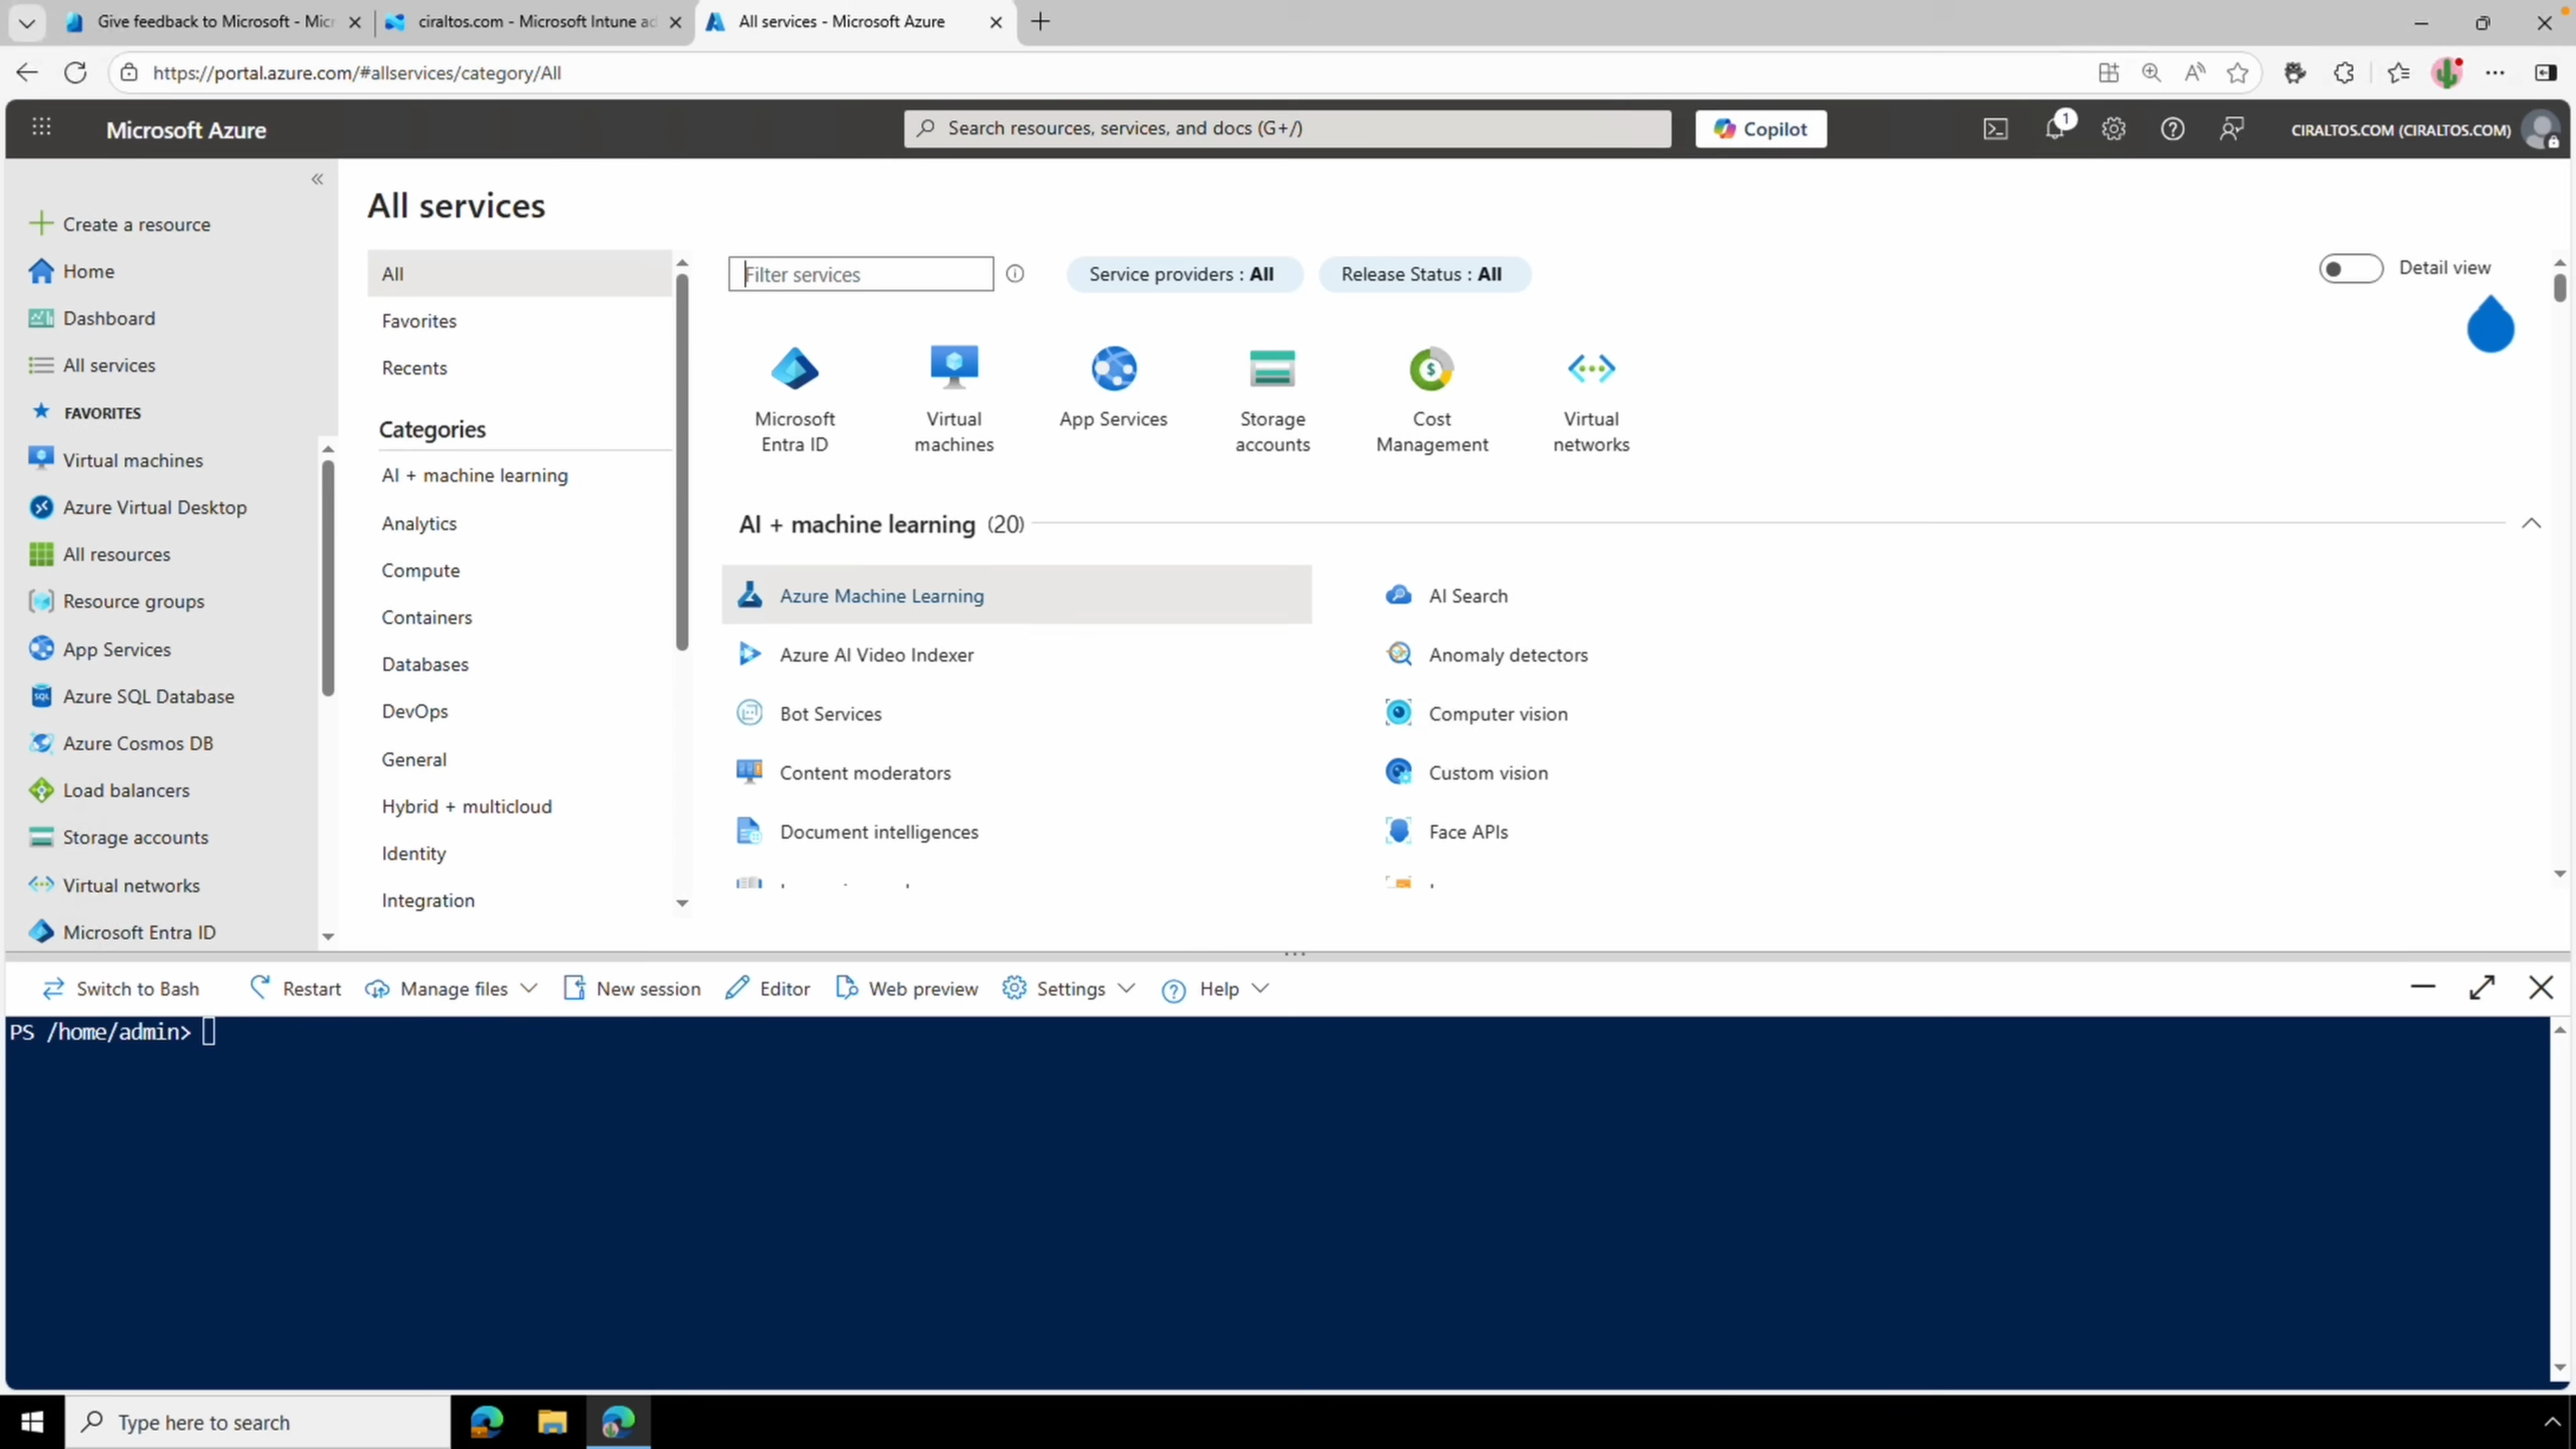 Give feedback to Microsoft - Micr
ciraltos.com - Microsoft Intune ad
All services - Microsoft Azure
https://portal.azure.com/#allservices/category/All
Microsoft Azure
Search resources, services, and docs (G+/)
Copilot
1
CIRALTOS.COM (CIRALTOS.COM)
Create a resource
Home
Dashboard
All services
FAVORITES
Virtual machines
Azure Virtual Desktop
All resources
Resource groups
App Services
Azure SQL Database
Azure Cosmos DB
Load balancers
Storage accounts
Virtual networks
Microsoft Entra ID
All services
All
Favorites
Recents
Categories
AI + machine learning
Analytics
Compute
Containers
Databases
DevOps
General
Hybrid + multicloud
Identity
Integration
Filter services
Service providers : All
Release Status : All
Detail view
Microsoft
Entra ID
Virtual
machines
App Services
Storage
accounts
Cost
Management
Virtual
networks
AI + machine learning (20)
Azure Machine Learning
AI Search
Azure AI Video Indexer
Anomaly detectors
Bot Services
Computer vision
Content moderators
Custom vision
Document intelligences
Face APIs
Switch to Bash
Restart
Manage files
New session
Editor
Web preview
Settings
Help
PS /home/admin>
Type here to search